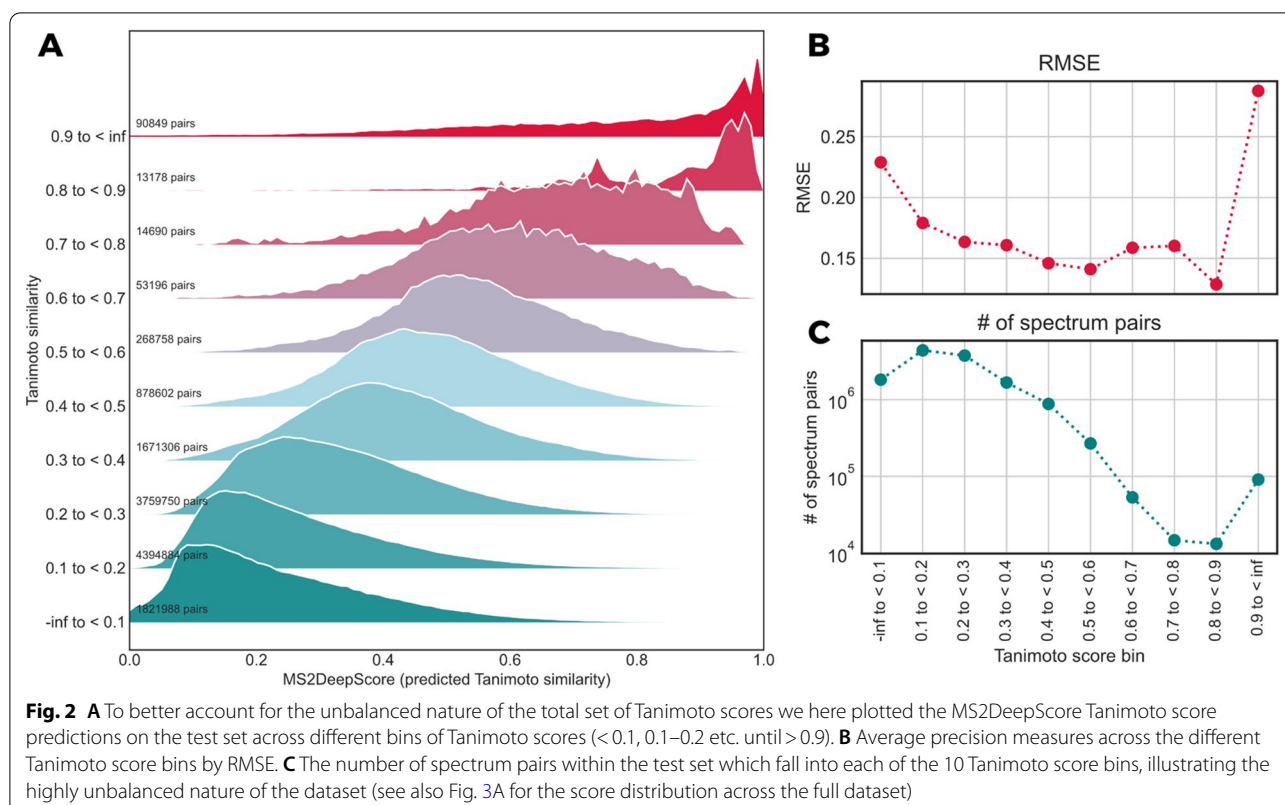 A
0.9 to < inf
90849 pairs
0.8 to < 0.9
13178 pairs
0.7 to < 0.8
14690 pairs
0.6 to < 0.7
53196 pairs
0.5 to < 0.6
268758 pairs
0.4 to < 0.5
878602 pairs
0.3 to < 0.4
1671306 pairs
0.2 to < 0.3
3759750 pairs
0.1 to < 0.2
4394884 pairs
-inf to < 0.1
1821988 pairs
Tanimoto similarity
0.0 0.2 0.4 0.6 0.8 1.0
MS2DeepScore (predicted Tanimoto similarity)
B
RMSE
RMSE
0.25
0.20
0.15
C
# of spectrum pairs
# of spectrum pairs
10^6
10^5
10^4
-inf to < 0.1
0.1 to < 0.2
0.2 to < 0.3
0.3 to < 0.4
0.4 to < 0.5
0.5 to < 0.6
0.6 to < 0.7
0.7 to < 0.8
0.8 to < 0.9
0.9 to < inf
Tanimoto score bin
Fig. 2 A To better account for the unbalanced nature of the total set of Tanimoto scores we here plotted the MS2DeepScore Tanimoto score
predictions on the test set across different bins of Tanimoto scores (< 0.1, 0.1–0.2 etc. until > 0.9). B Average precision measures across the different
Tanimoto score bins by RMSE. C The number of spectrum pairs within the test set which fall into each of the 10 Tanimoto score bins, illustrating the
highly unbalanced nature of the dataset (see also Fig. 3A for the score distribution across the full dataset)